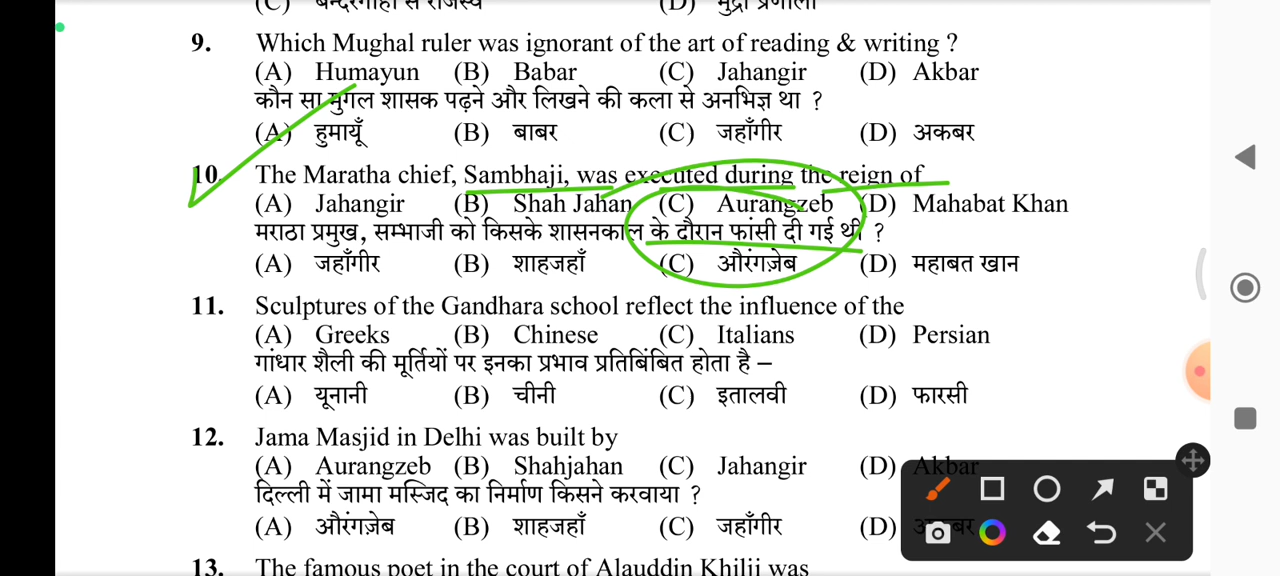 (C) बन्दरगाहों से राजस्व (D) मुद्रा प्रणाली
9. Which Mughal ruler was ignorant of the art of reading & writing ?
(A) Humayun (B) Babar (C) Jahangir (D) Akbar
कौन सा मुगल शासक पढ़ने और लिखने की कला से अनभिज्ञ था ?
(A) हुमायूँ (B) बाबर (C) जहाँगीर (D) अकबर
10. The Maratha chief, Sambhaji, was executed during the reign of
(A) Jahangir (B) Shah Jahan (C) Aurangzeb (D) Mahabat Khan
मराठा प्रमुख, सम्भाजी को किसके शासनकाल के दौरान फांसी दी गई थी ?
(A) जहाँगीर (B) शाहजहाँ (C) औरंगज़ेब (D) महाबत खान
11. Sculptures of the Gandhara school reflect the influence of the
(A) Greeks (B) Chinese (C) Italians (D) Persian
गांधार शैली की मूर्तियों पर इनका प्रभाव प्रतिबिंबित होता है –
(A) यूनानी (B) चीनी (C) इतालवी (D) फारसी
12. Jama Masjid in Delhi was built by
(A) Aurangzeb (B) Shahjahan (C) Jahangir (D) Akbar
दिल्ली में जामा मस्जिद का निर्माण किसने करवाया ?
(A) औरंगज़ेब (B) शाहजहाँ (C) जहाँगीर (D) अकबर
13. The famous poet in the court of Alauddin Khilji was